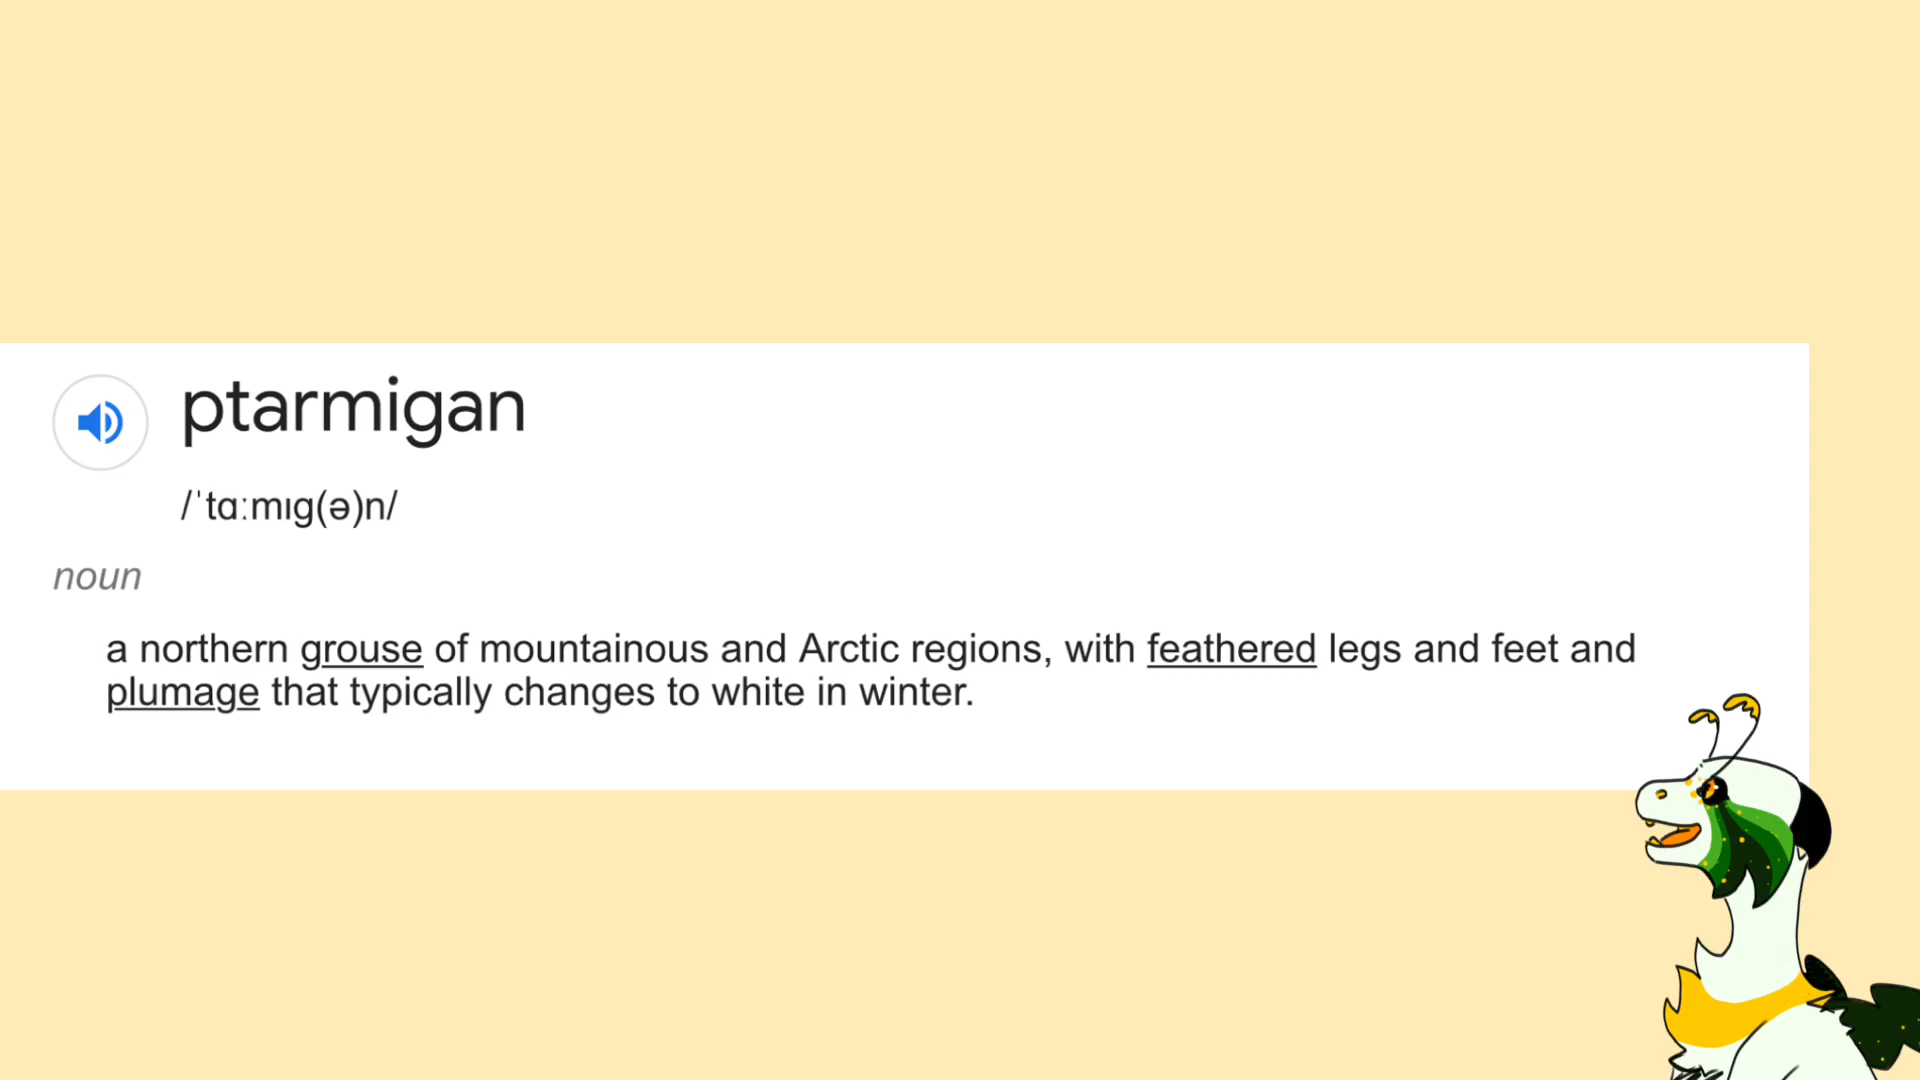 ptarmigan
/ˈtɑːmɪɡ(ə)n/
noun
a northern grouse of mountainous and Arctic regions, with feathered legs and feet and
plumage that typically changes to white in winter.